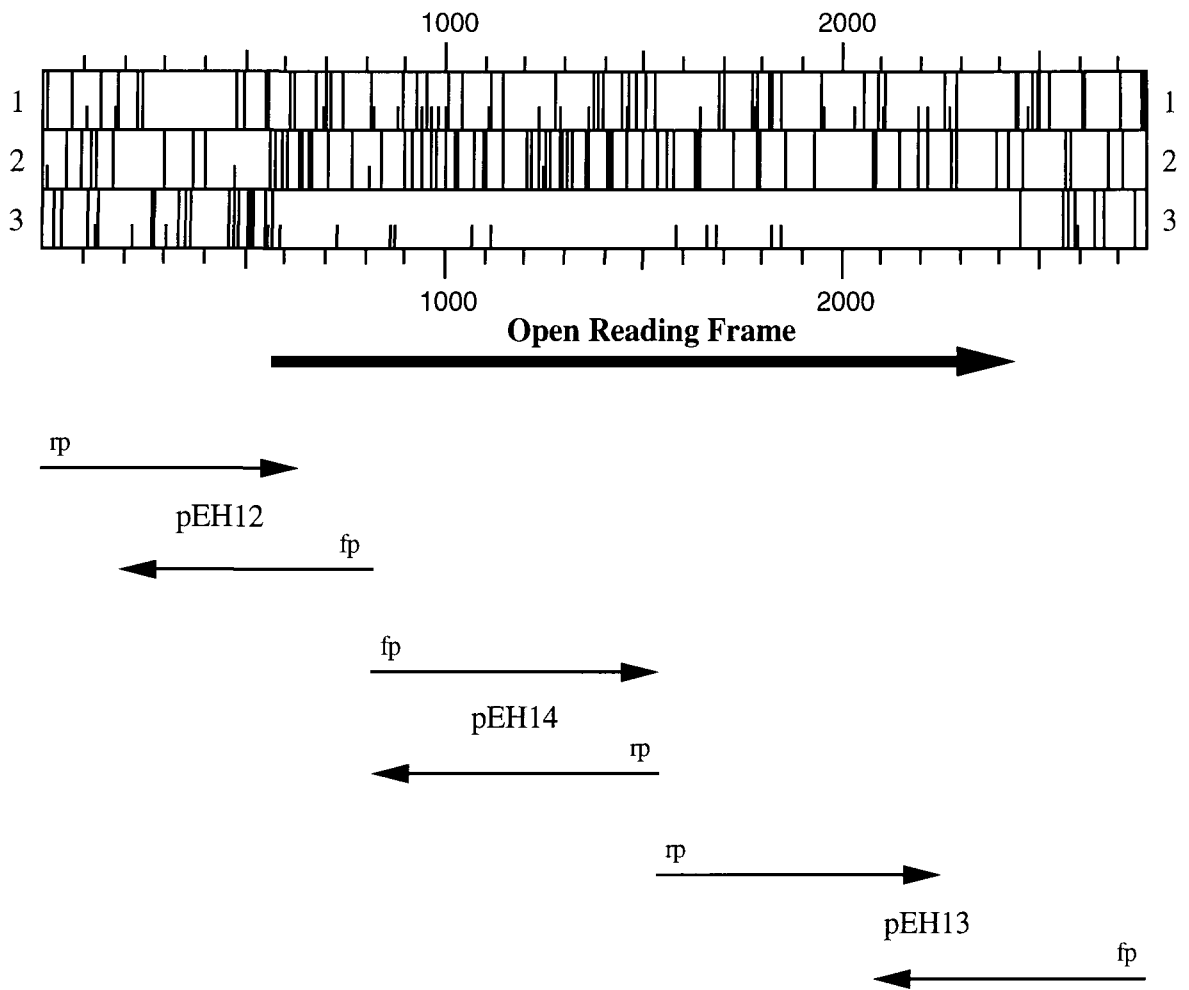 1000 2000
1 1
2 2
3 3
1000 2000
Open Reading Frame
rp
pEH12
fp
fp
pEH14
rp
rp
pEH13
fp